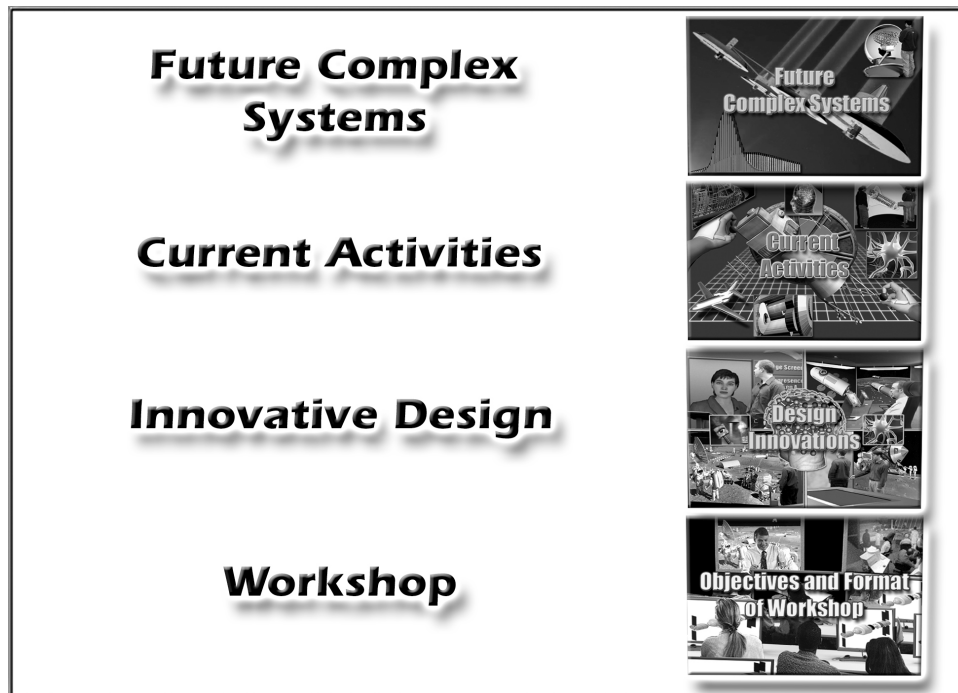 Future Complex
Systems
Future
Complex Systems
Current Activities
Current
Activities
Innovative Design
Design
Innovations
Workshop
Objectives and Format
of Workshop